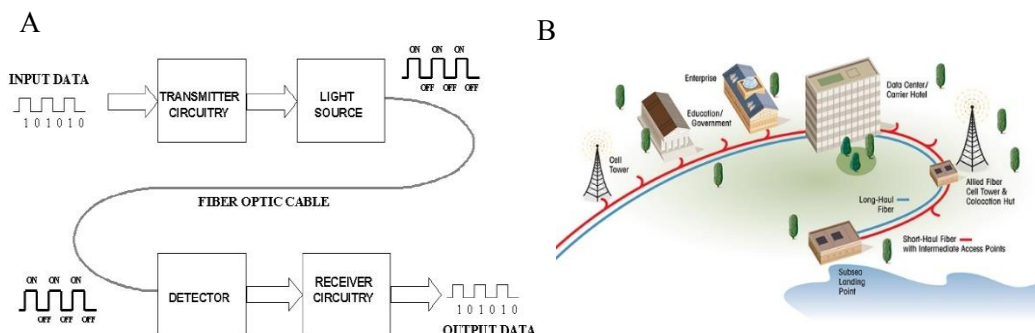 A
INPUT DATA
1 0 1 0 1 0
TRANSMITTER
CIRCUITRY
LIGHT
SOURCE
ON ON ON
OFF OFF OFF
FIBER OPTIC CABLE
ON ON ON
OFF OFF OFF
DETECTOR
RECEIVER
CIRCUITRY
1 0 1 0 1 0
OUTPUT DATA
B
Enterprise
Education/
Government
Cell
Tower
Data Center/
Carrier Hotel
Allied Fiber
Cell Tower &
Colocation Hut
Long-Haul
Fiber
Short-Haul Fiber
with Intermediate Access Points
Subsea
Landing
Point